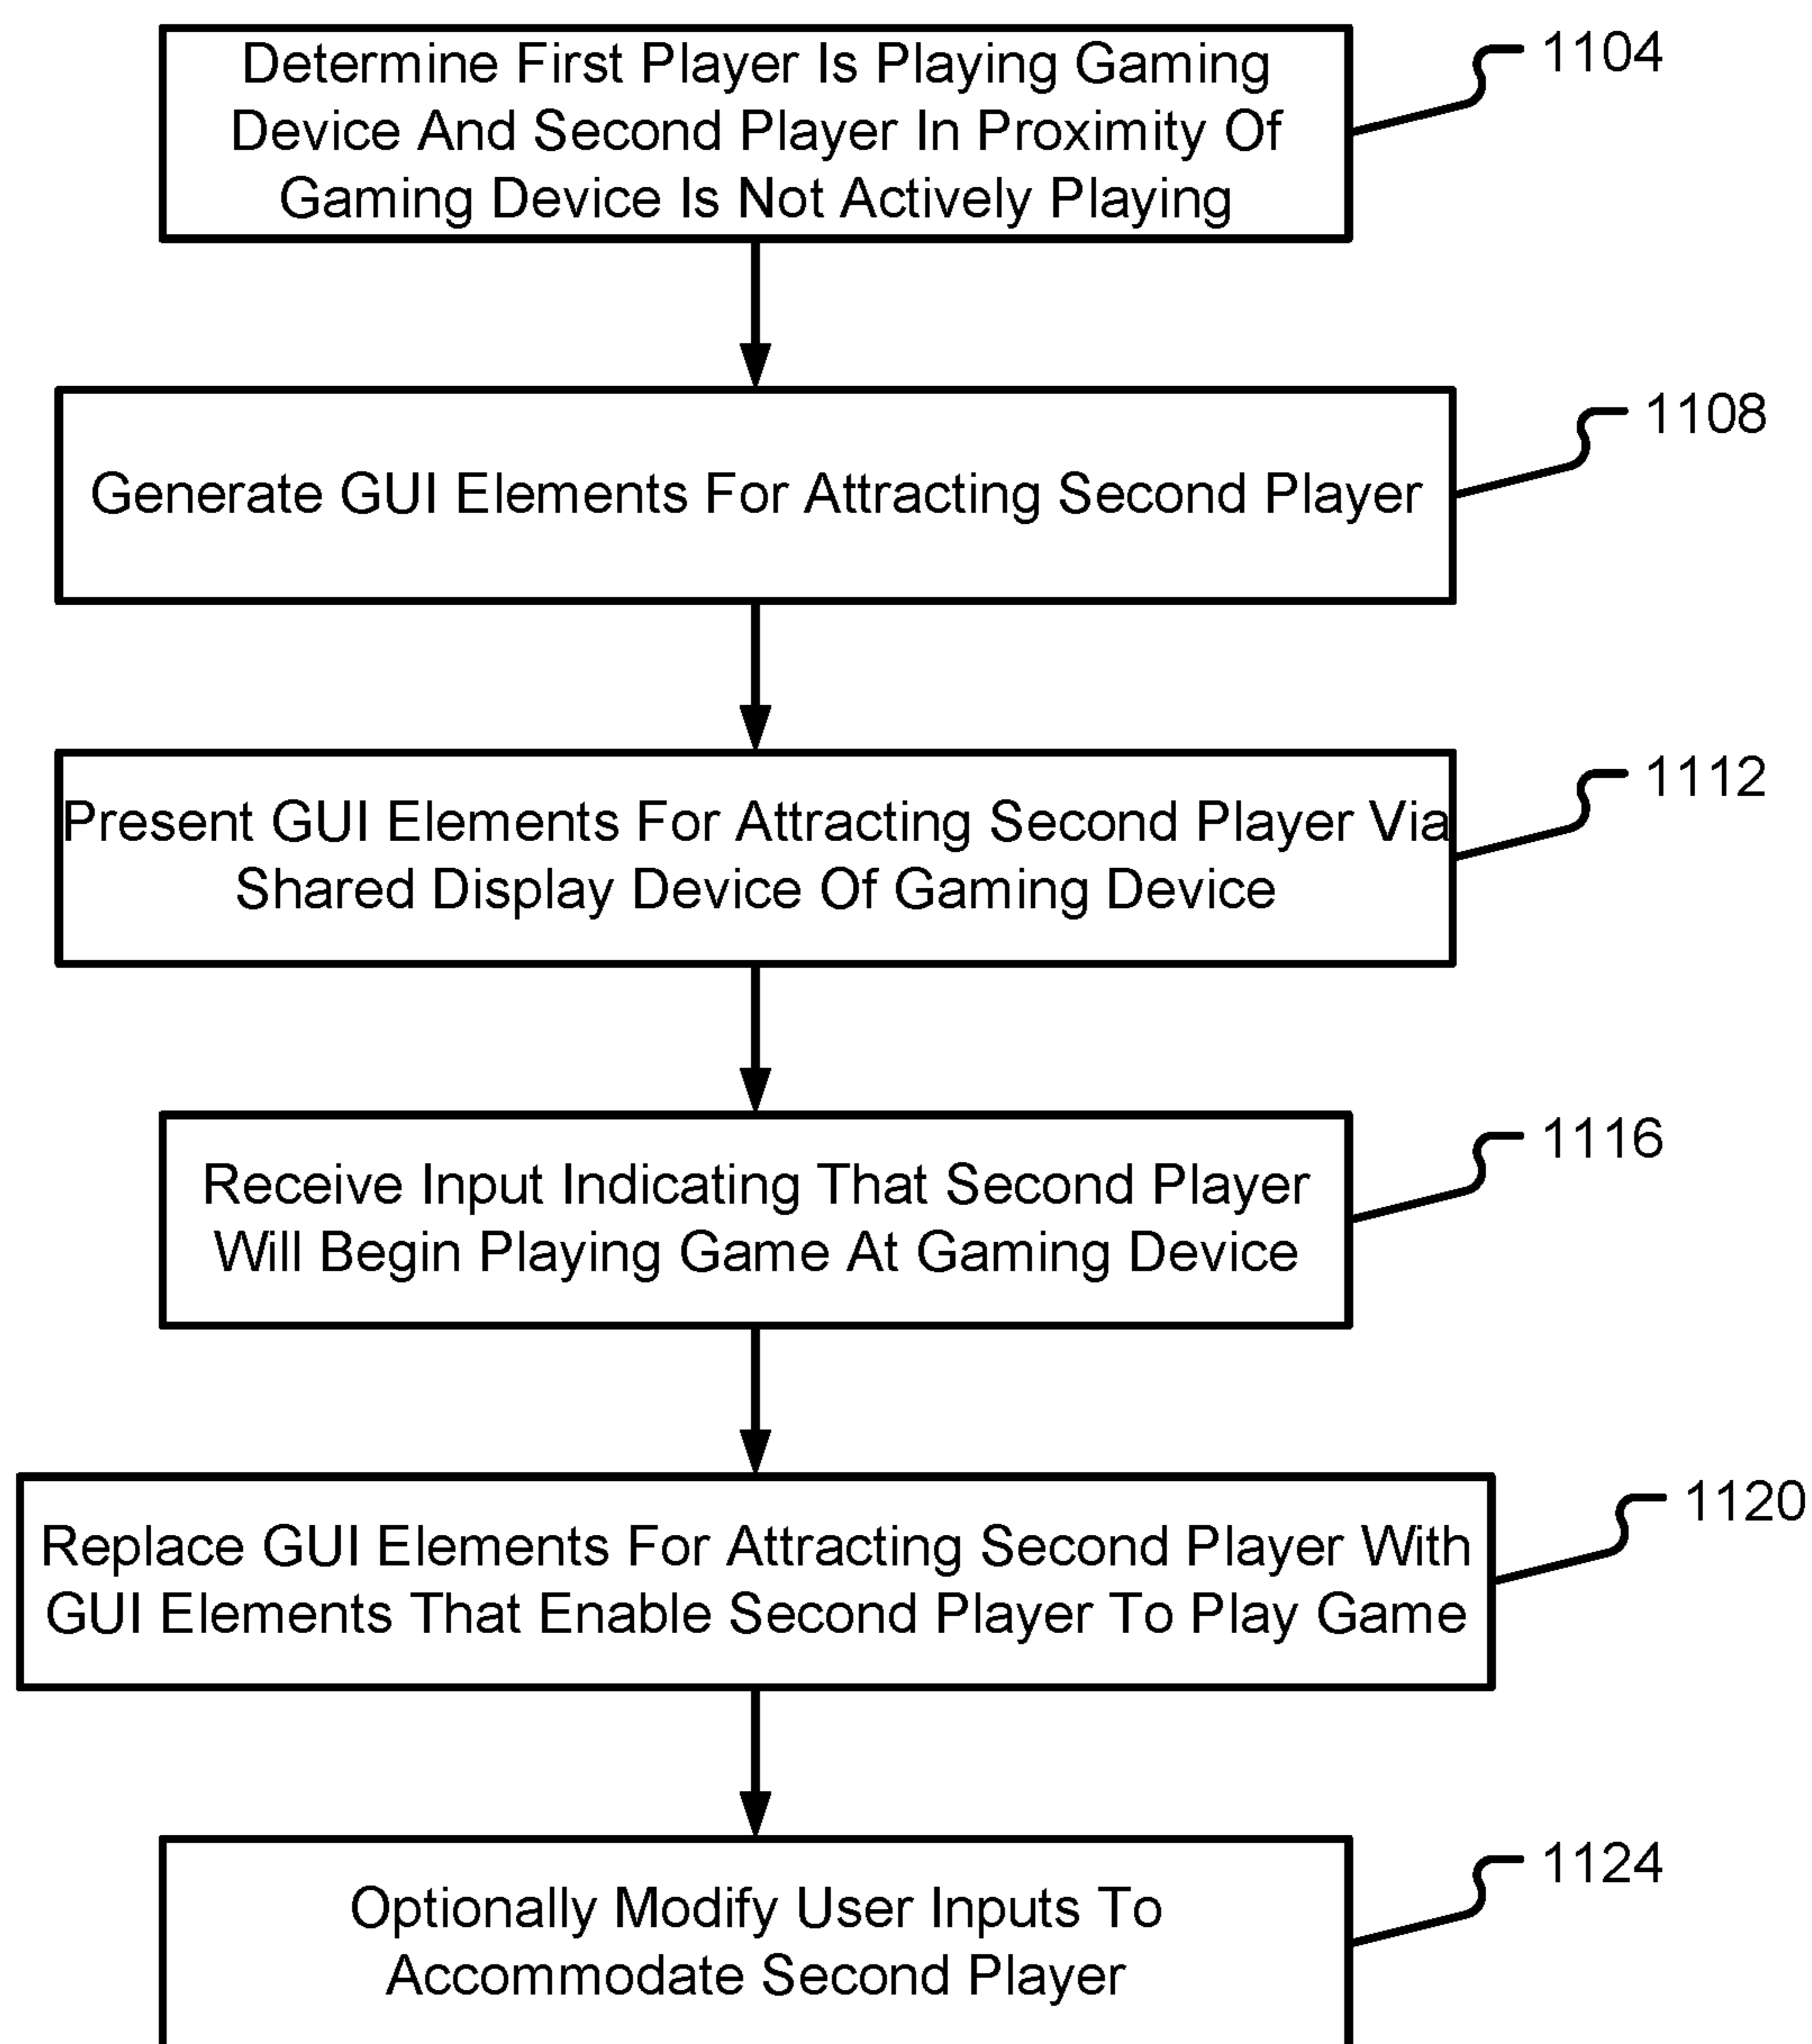 Determine First Player Is Playing Gaming
Device And Second Player In Proximity Of
Gaming Device Is Not Actively Playing
1104
Generate GUI Elements For Attracting Second Player
1108
Present GUI Elements For Attracting Second Player Via
Shared Display Device Of Gaming Device
1112
Receive Input Indicating That Second Player
Will Begin Playing Game At Gaming Device
1116
Replace GUI Elements For Attracting Second Player With
GUI Elements That Enable Second Player To Play Game
1120
Optionally Modify User Inputs To
Accommodate Second Player
1124